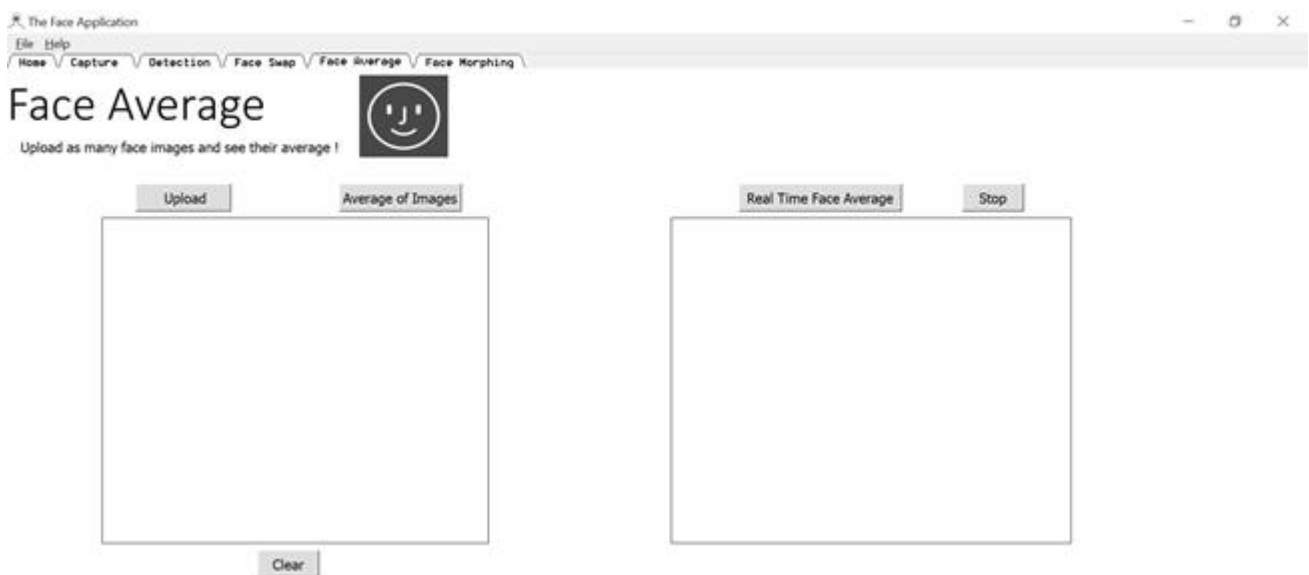 The Face Application
File Help
Home Capture Detection Face Swap Face Average Face Morphing
Face Average
Upload as many face images and see their average !
Upload Average of Images Real Time Face Average Stop
Clear